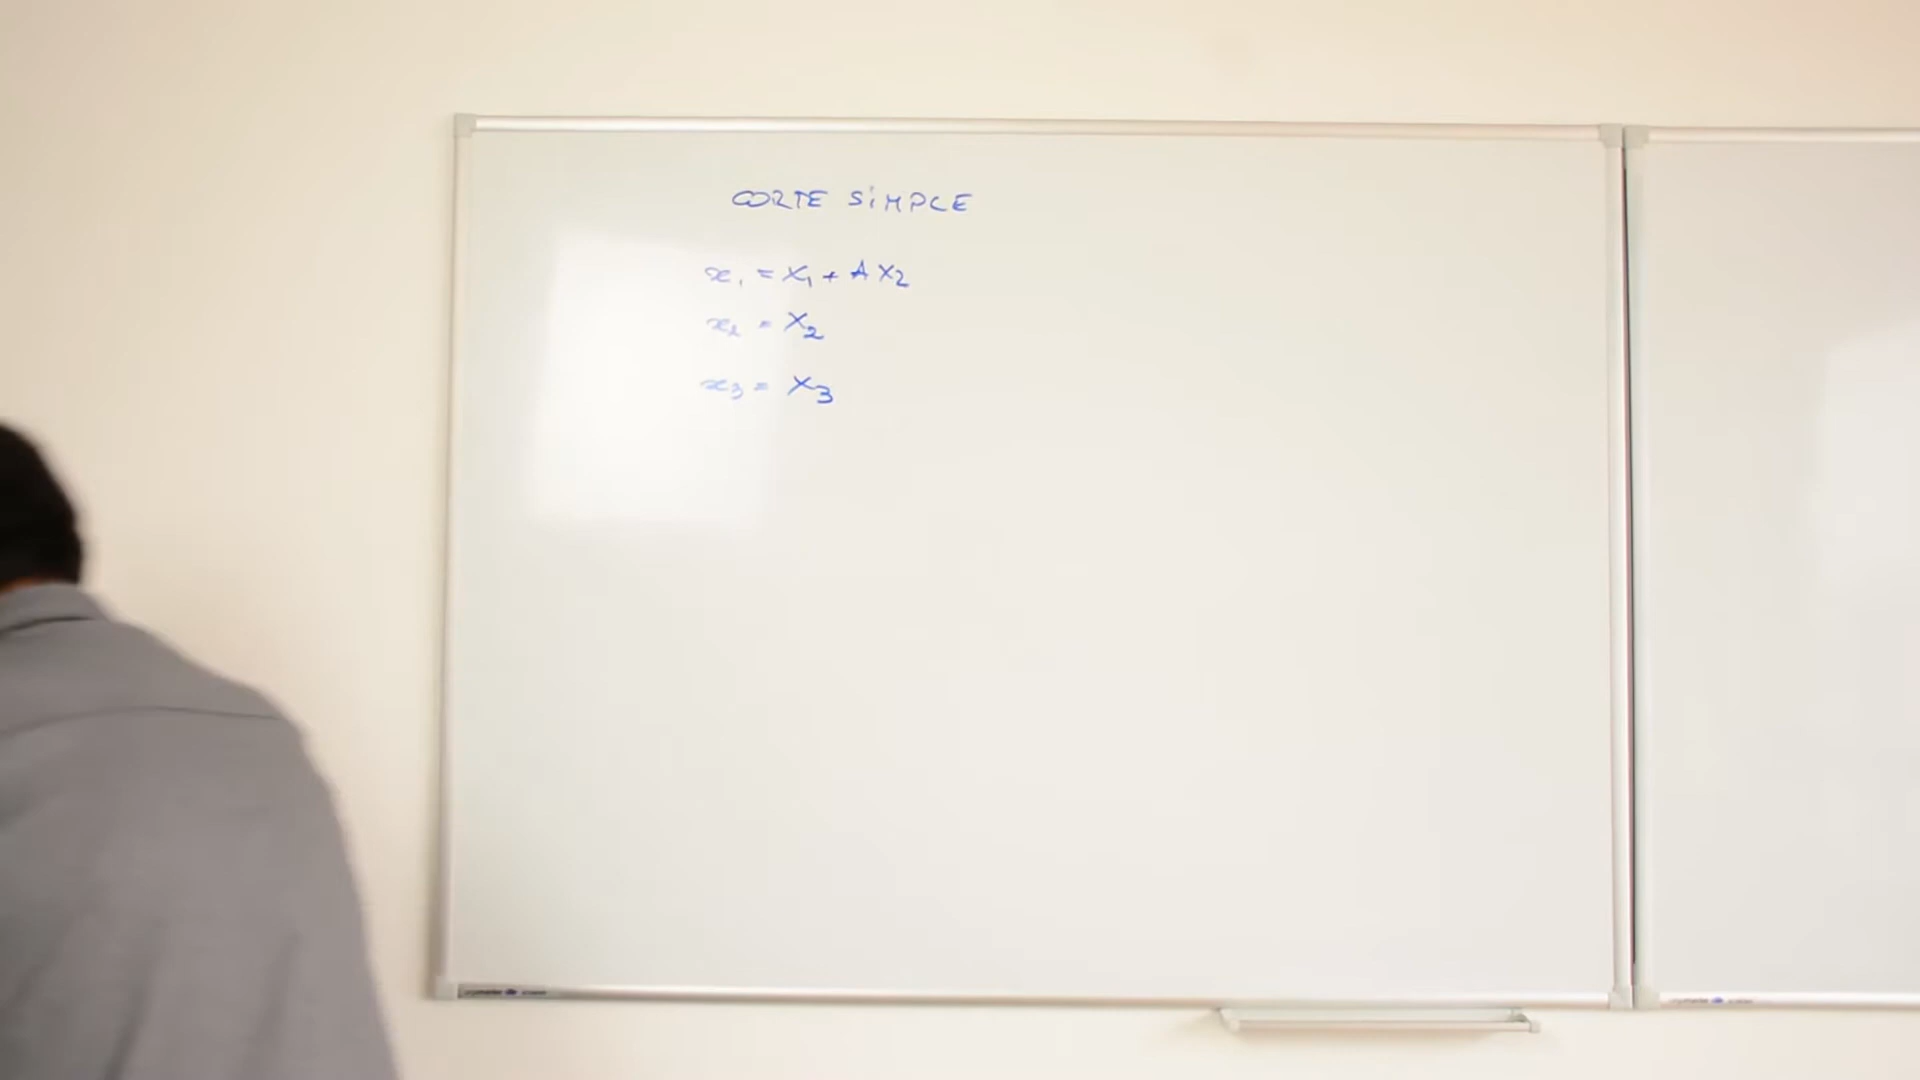 CORTE SiMPLE
x₁ = X₁ + A X₂
x₂ = X₂
x₃ = X₃